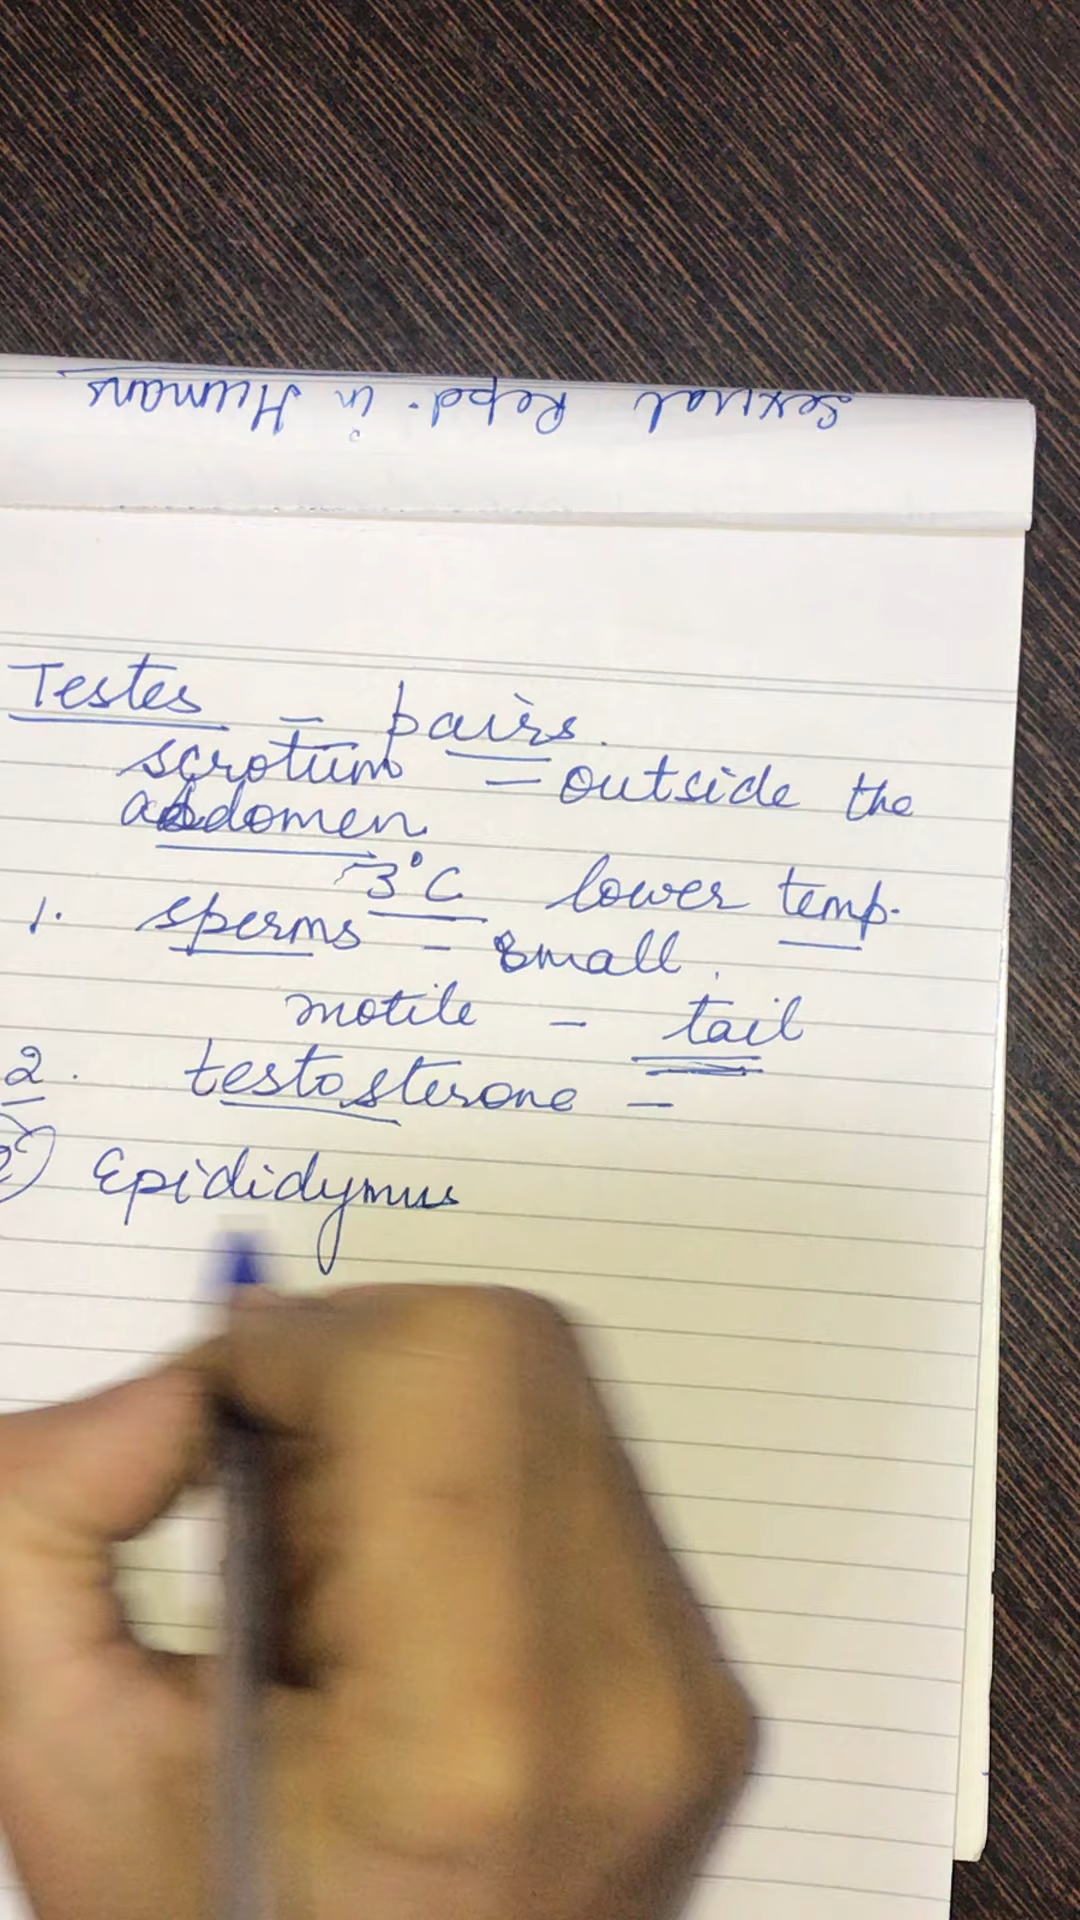 Sexual Repd. in Humans
Testes - pairs.
scrotum = outside the
abdomen
3°C lower temp.
1. sperms - small.
motile - tail
2. testosterone -
2) Epididymus